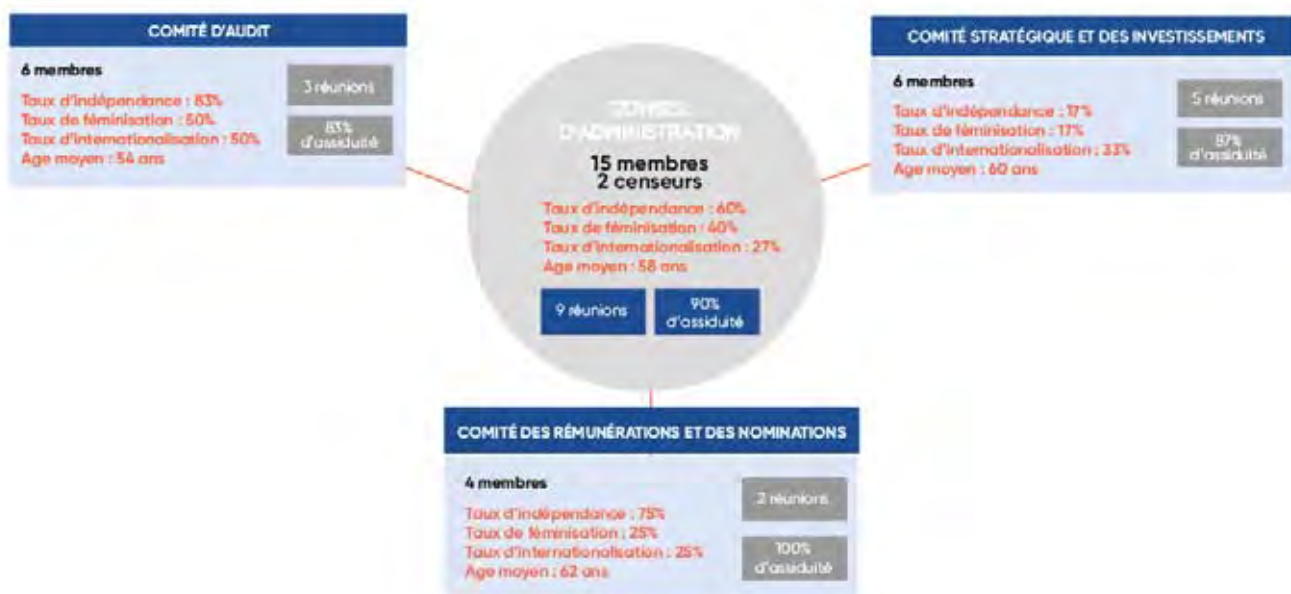 COMITÉ D'AUDIT
6 membres
Taux d'indépendance : 83%
Taux de féminisation : 50%
Taux d'internationalisation : 50%
Age moyen : 54 ans
3 réunions
83%
d'assiduité
COMITÉ STRATÉGIQUE ET DES INVESTISSEMENTS
6 membres
Taux d'indépendance : 17%
Taux de féminisation : 17%
Taux d'internationalisation : 33%
Age moyen : 60 ans
5 réunions
87%
d'assiduité
CONSEIL
D'ADMINISTRATION
15 membres
2 censeurs
Taux d'indépendance : 60%
Taux de féminisation : 40%
Taux d'internationalisation : 27%
Age moyen : 58 ans
9 réunions
90%
d'assiduité
COMITÉ DES RÉMUNÉRATIONS ET DES NOMINATIONS
4 membres
Taux d'indépendance : 75%
Taux de féminisation : 25%
Taux d'internationalisation : 25%
Age moyen : 62 ans
2 réunions
100%
d'assiduité